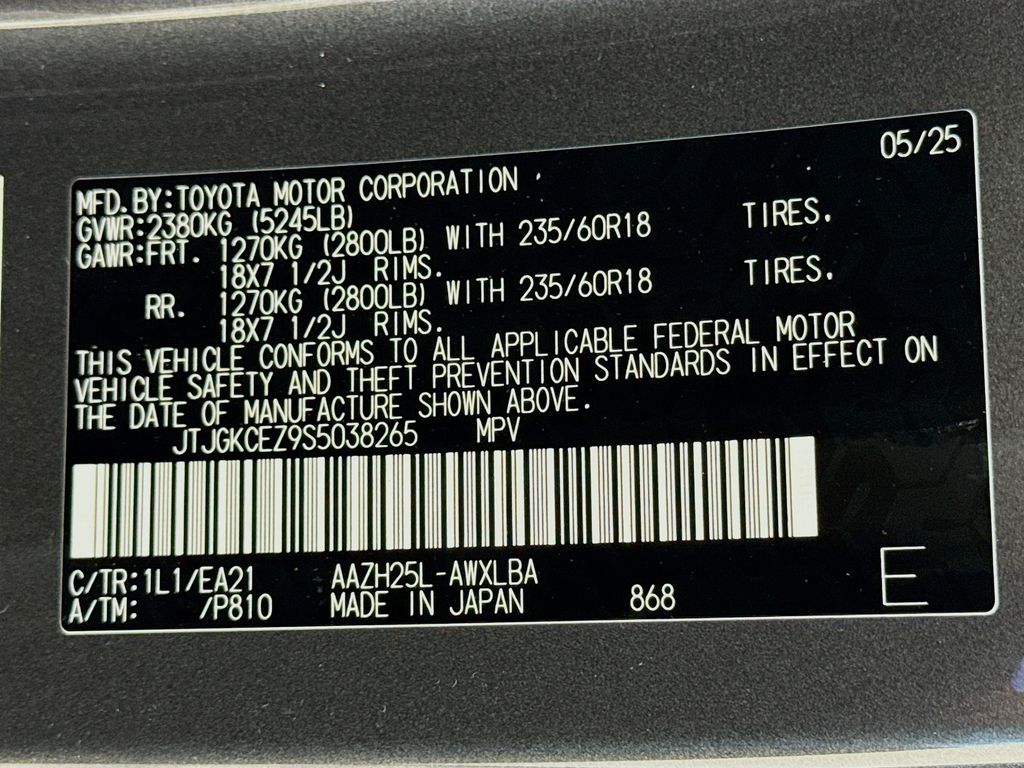 05/25
MFD.BY:TOYOTA MOTOR CORPORATION
GVWR:2380KG (5245LB)
GAWR:FRT. 1270KG (2800LB) WITH 235/60R18 TIRES.
18X7 1/2J RIMS.
RR. 1270KG (2800LB) WITH 235/60R18 TIRES.
18X7 1/2J RIMS.
THIS VEHICLE CONFORMS TO ALL APPLICABLE FEDERAL MOTOR
VEHICLE SAFETY AND THEFT PREVENTION STANDARDS IN EFFECT ON
THE DATE OF MANUFACTURE SHOWN ABOVE.
JTJGKCEZ9S5038265 MPV
C/TR:1L1/EA21 AAZH25L-AWXLBA
A/TM: /P810 MADE IN JAPAN 868
E